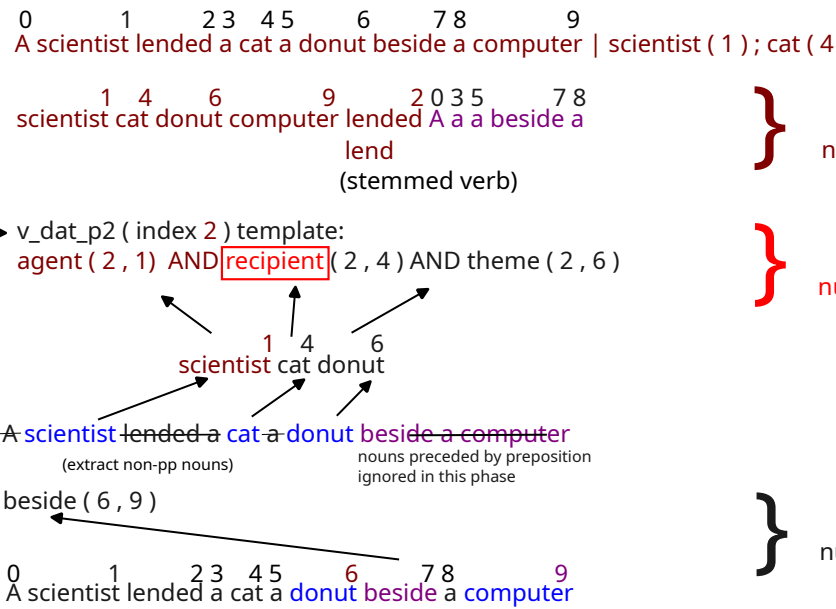 0 1 2 3 4 5 6 7 8 9
A scientist lended a cat a donut beside a computer | scientist ( 1 ) ; cat ( 4
1 4 6 9 2 0 3 5 7 8
scientist cat donut computer lended A a a beside a
lend
(stemmed verb)
v_dat_p2 ( index 2 ) template:
agent ( 2 , 1) AND recipient ( 2 , 4 ) AND theme ( 2 , 6 )
1 4 6
scientist cat donut
A scientist lended a cat a donut beside a computer
(extract non-pp nouns)
nouns preceded by preposition
ignored in this phase
beside ( 6 , 9 )
0 1 2 3 4 5 6 7 8 9
A scientist lended a cat a donut beside a computer